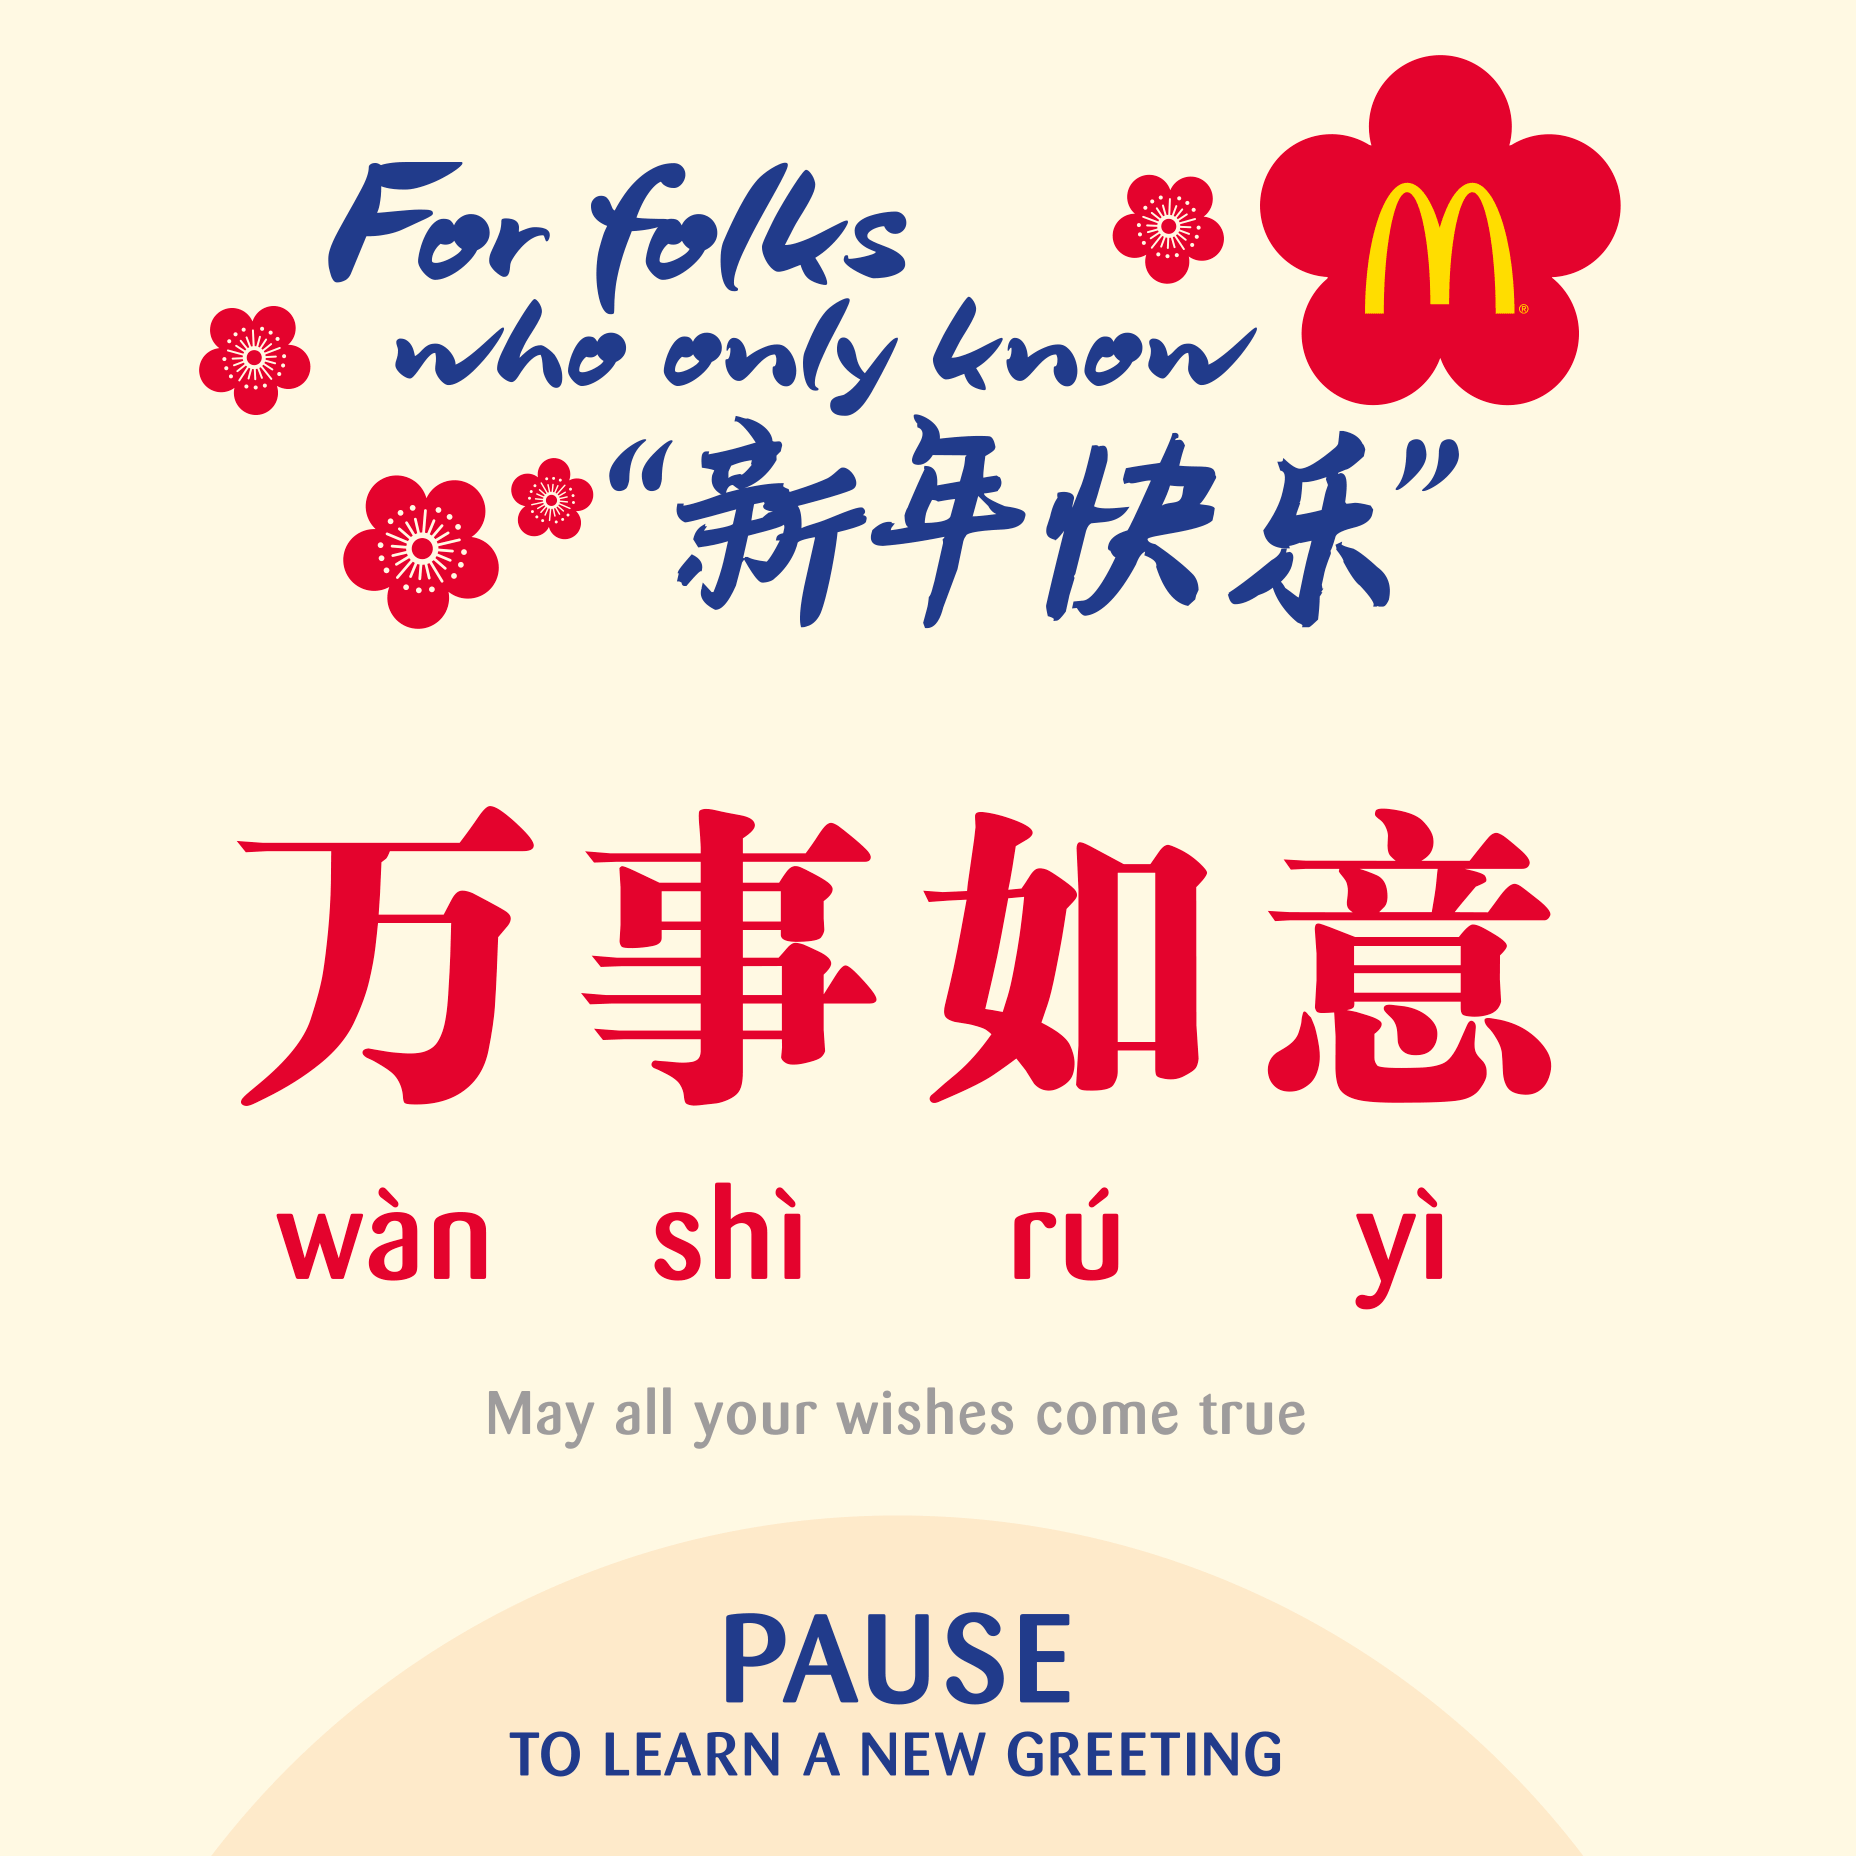 For folks
who only know
“新年快乐”
万事如意
wàn shì rú yì
May all your wishes come true
PAUSE
TO LEARN A NEW GREETING